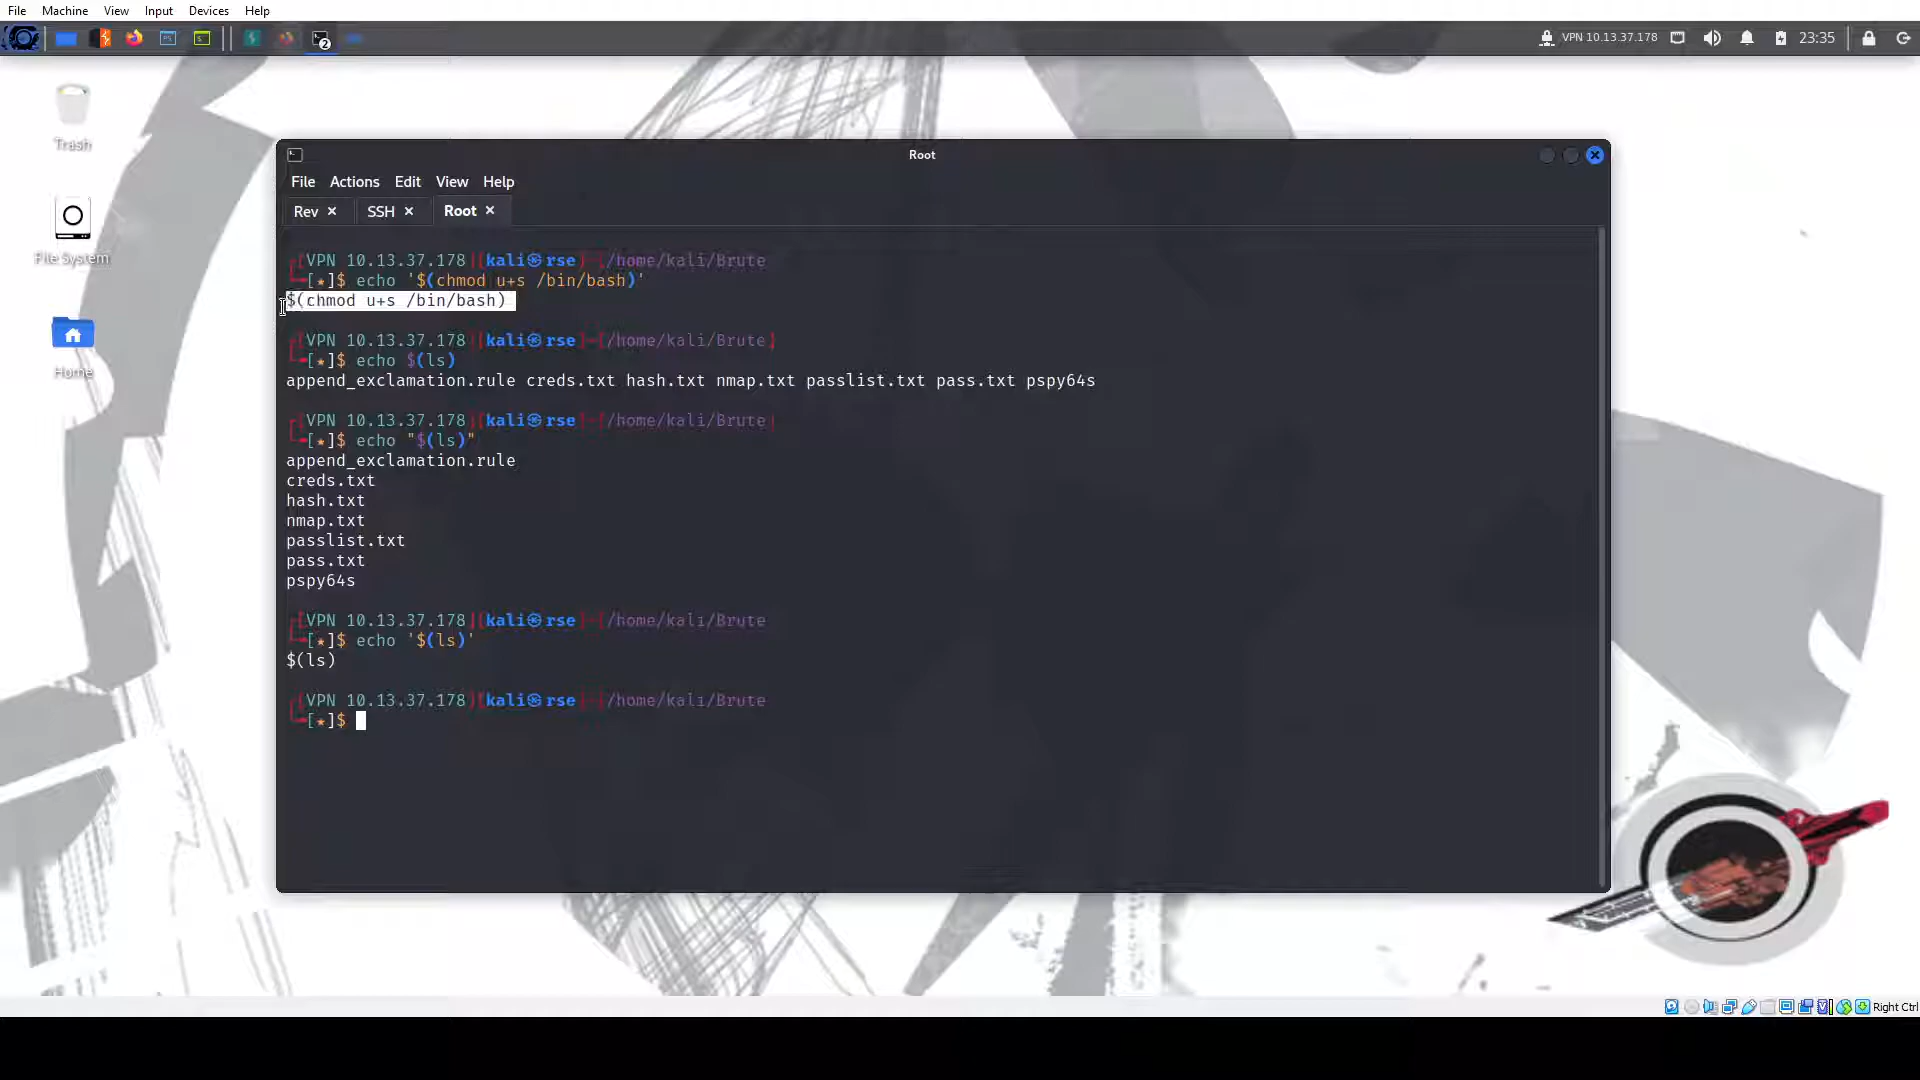 File Machine View Input Devices Help
2 VPN 10.13.37.178 23:35
Trash
File System
Home
Root
File Actions Edit View Help
Rev × SSH × Root ×
┌[VPN 10.13.37.178][kali㉿rse]-[/home/kali/Brute]
└─[★]$ echo '$(chmod u+s /bin/bash)'
$(chmod u+s /bin/bash)
┌[VPN 10.13.37.178][kali㉿rse]-[/home/kali/Brute]
└─[★]$ echo $(ls)
append_exclamation.rule creds.txt hash.txt nmap.txt passlist.txt pass.txt pspy64s
┌[VPN 10.13.37.178][kali㉿rse]-[/home/kali/Brute]
└─[★]$ echo "$(ls)"
append_exclamation.rule
creds.txt
hash.txt
nmap.txt
passlist.txt
pass.txt
pspy64s
┌[VPN 10.13.37.178][kali㉿rse]-[/home/kali/Brute]
└─[★]$ echo '$(ls)'
$(ls)
┌[VPN 10.13.37.178][kali㉿rse]-[/home/kali/Brute]
└─[★]$
Right Ctrl